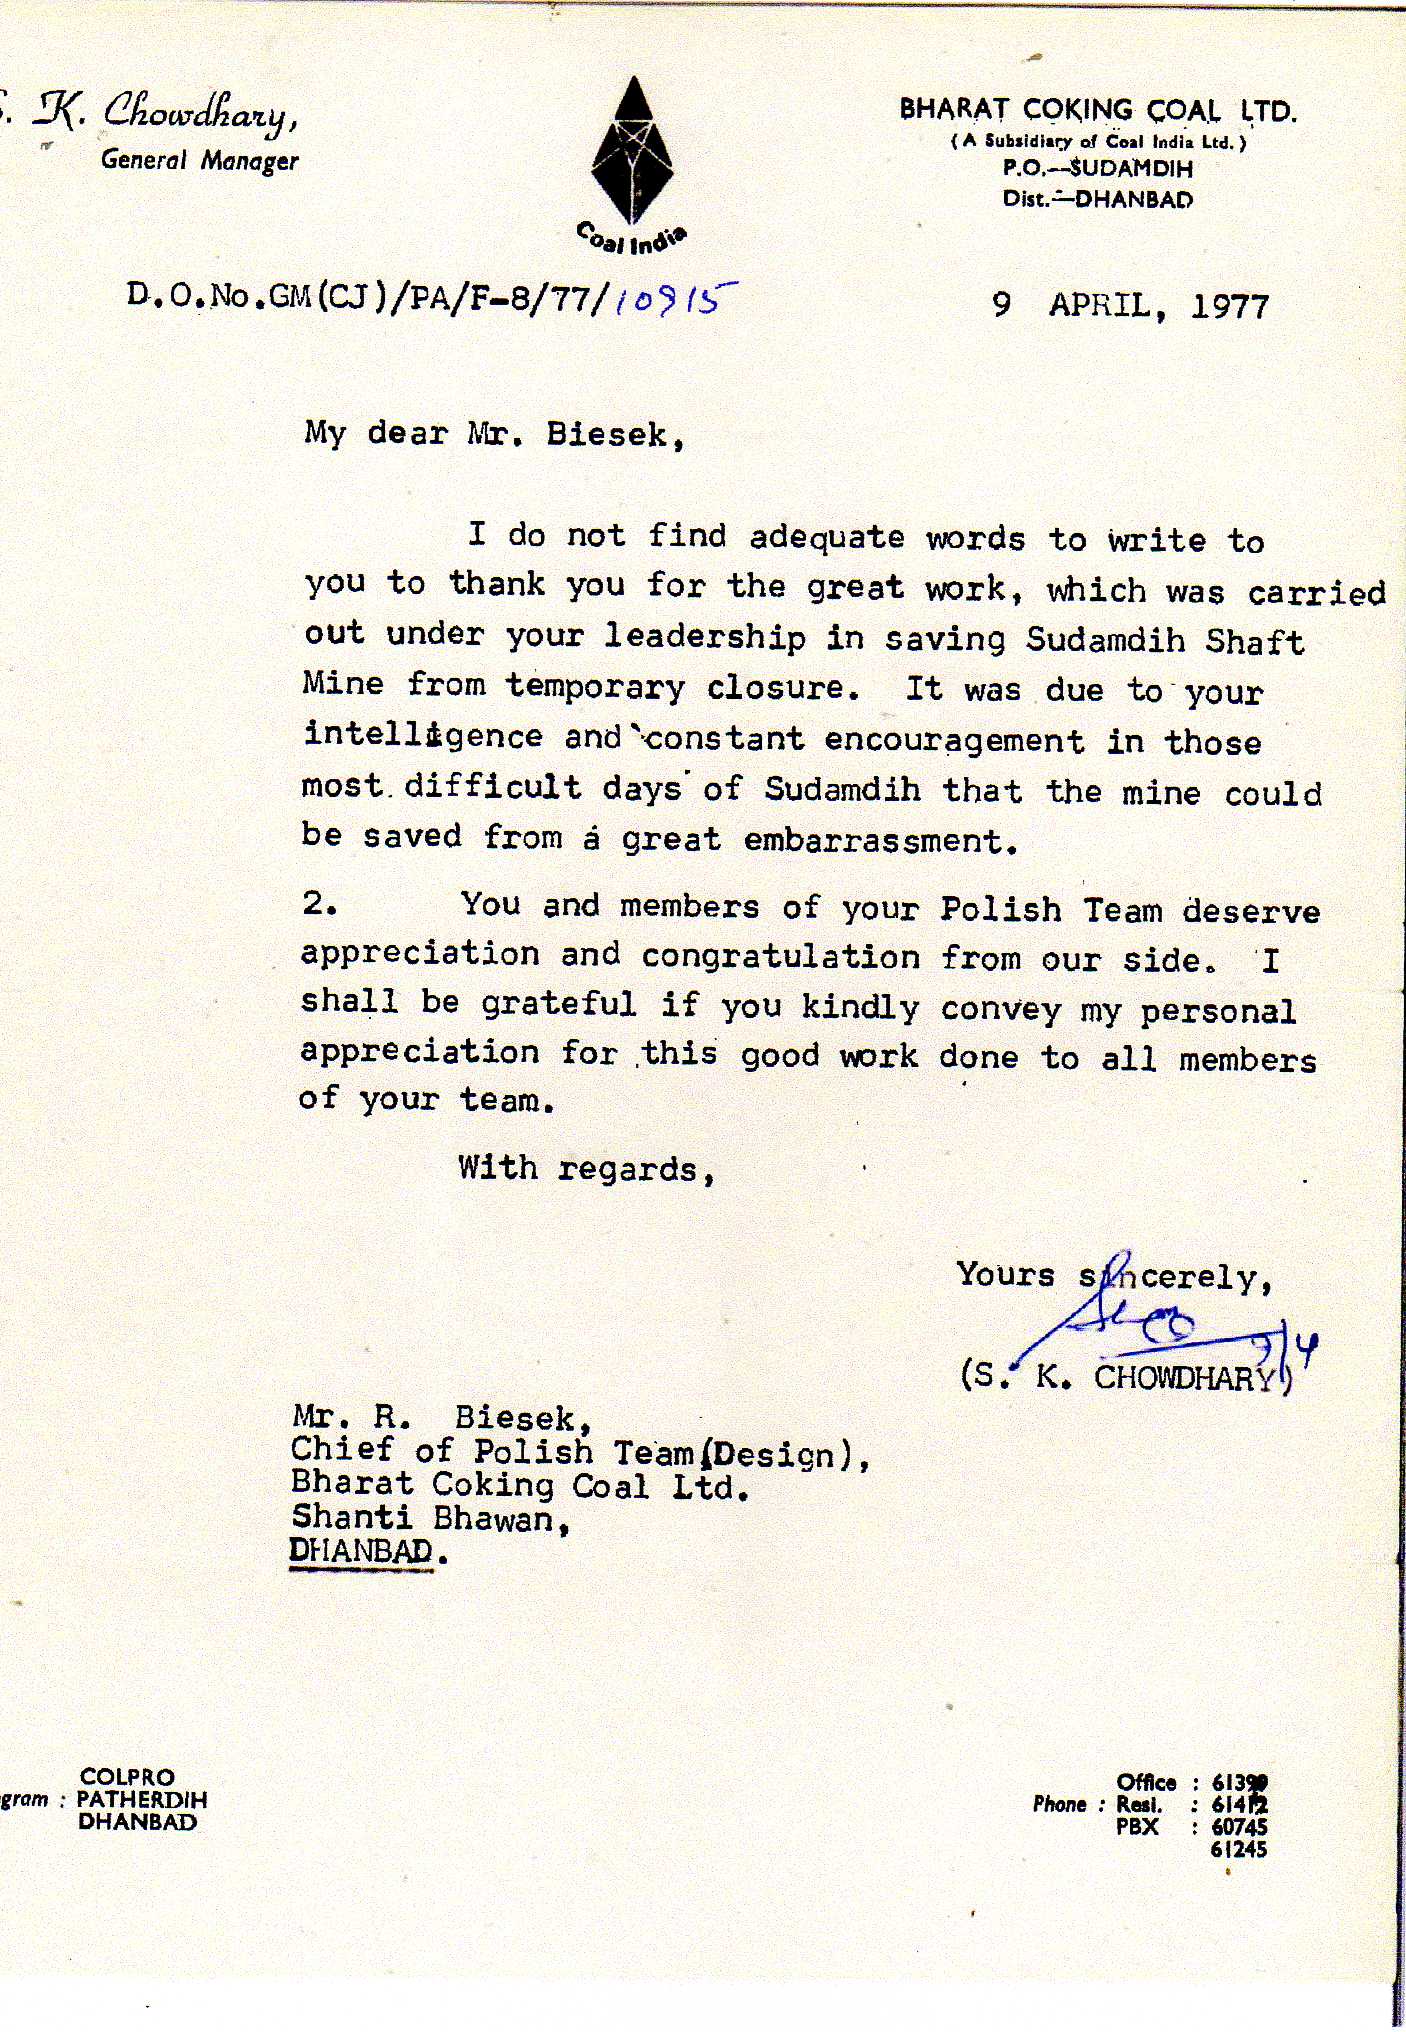 . K. Chowdhary,
General Manager
Coal India
BHARAT COKING COAL LTD.
(A Subsidiary of Coal India Ltd.)
P.O.—SUDAMDIH
Dist.—DHANBAD
D.O.No.GM(CJ)/PA/F-8/77/10915
9 APRIL, 1977
My dear Mr. Biesek,
I do not find adequate words to write to
you to thank you for the great work, which was carried
out under your leadership in saving Sudamdih Shaft
Mine from temporary closure. It was due to your
intelligence and constant encouragement in those
most difficult days of Sudamdih that the mine could
be saved from a great embarrassment.
2. You and members of your Polish Team deserve
appreciation and congratulation from our side. I
shall be grateful if you kindly convey my personal
appreciation for this good work done to all members
of your team.
With regards,
Yours sincerely,
9/4
(S. K. CHOWDHARY)
Mr. R. Biesek,
Chief of Polish Team(Design),
Bharat Coking Coal Ltd.
Shanti Bhawan,
DHANBAD.
COLPRO
gram : PATHERDIH
DHANBAD
Office :
Phone : Resi. :
PBX : 60745
61245